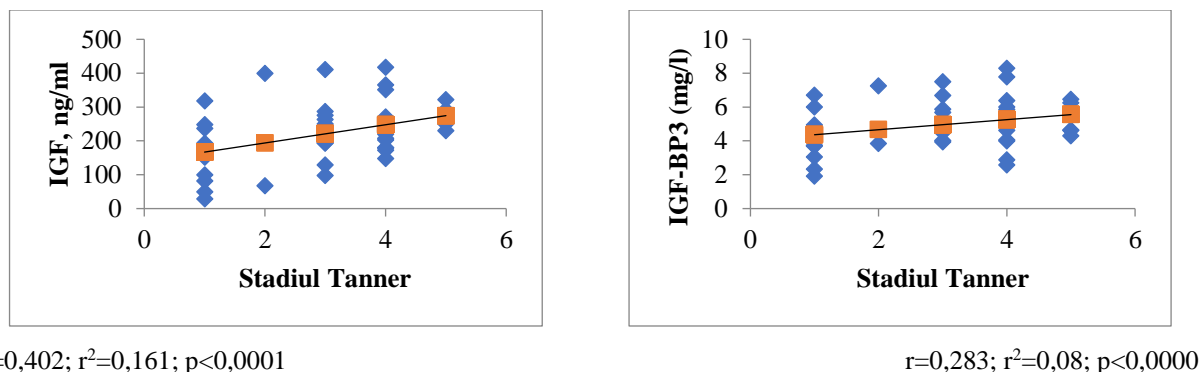 500
400
300
200
100
0
IGF, ng/ml
0 2 4 6
Stadiul Tanner
10
8
6
4
2
0
IGF-BP3 (mg/l)
0 2 4 6
Stadiul Tanner
=0,402; r²=0,161; p<0,0001
r=0,283; r²=0,08; p<0,0000